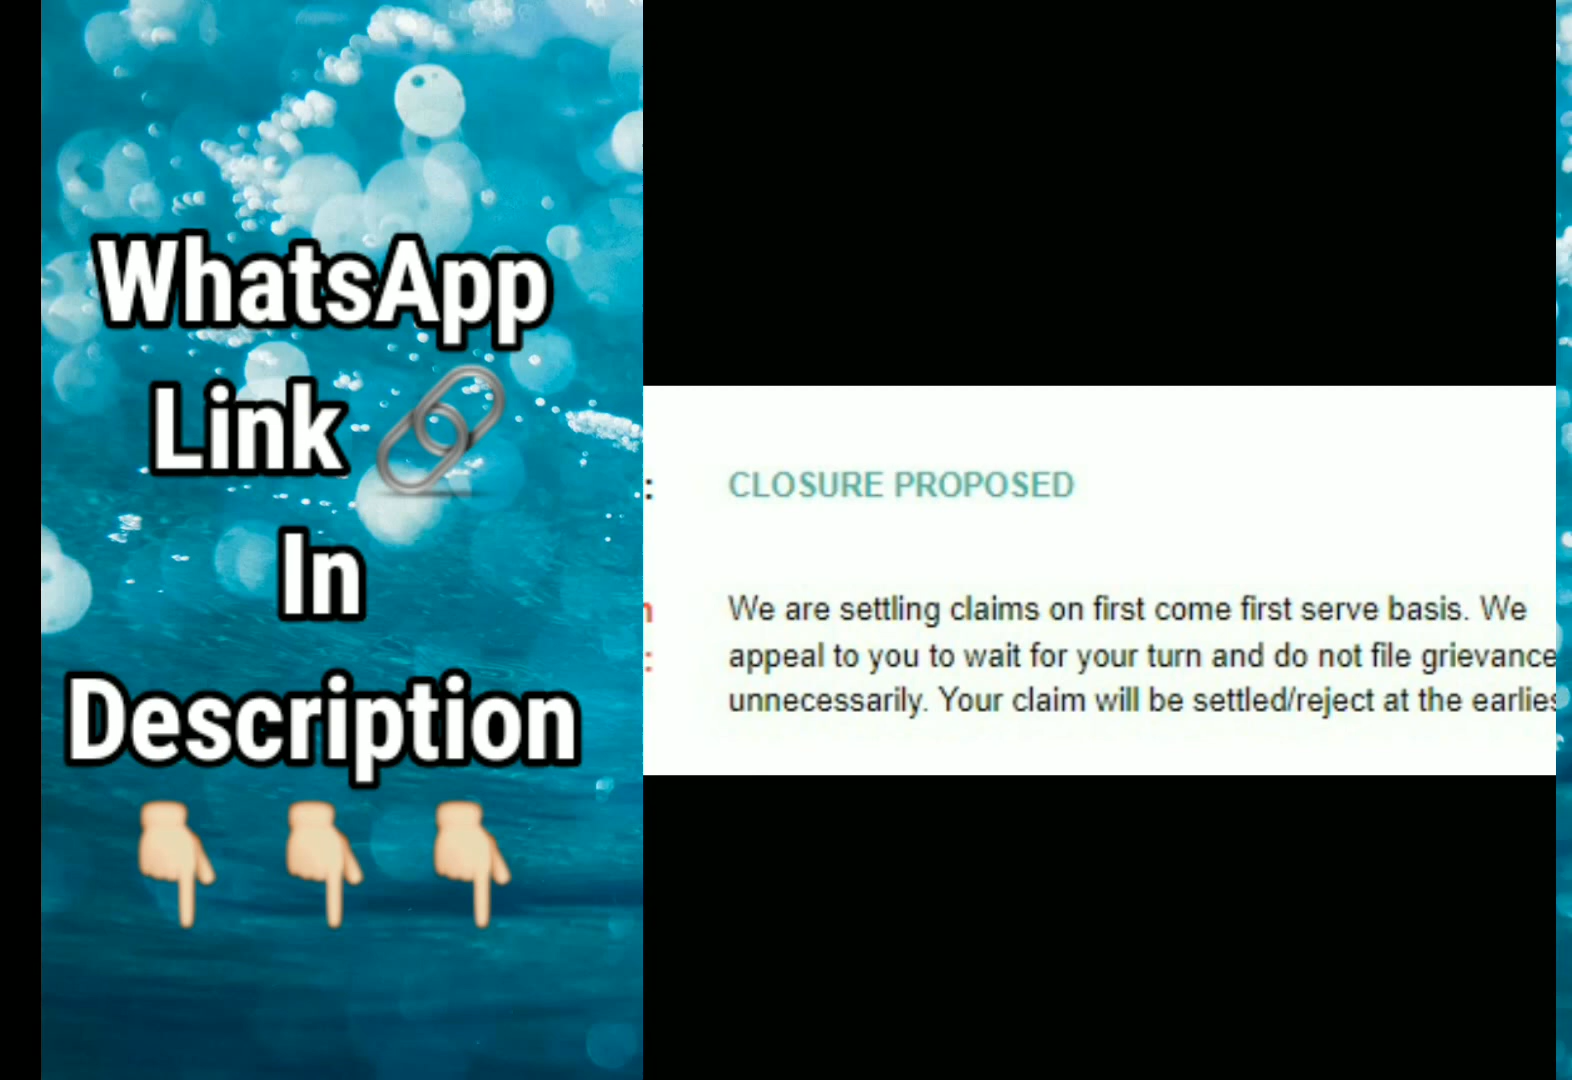 WhatsApp
Link
In
Description
: CLOSURE PROPOSED
We are settling claims on first come first serve basis. We
: appeal to you to wait for your turn and do not file grievance
unnecessarily. Your claim will be settled/reject at the